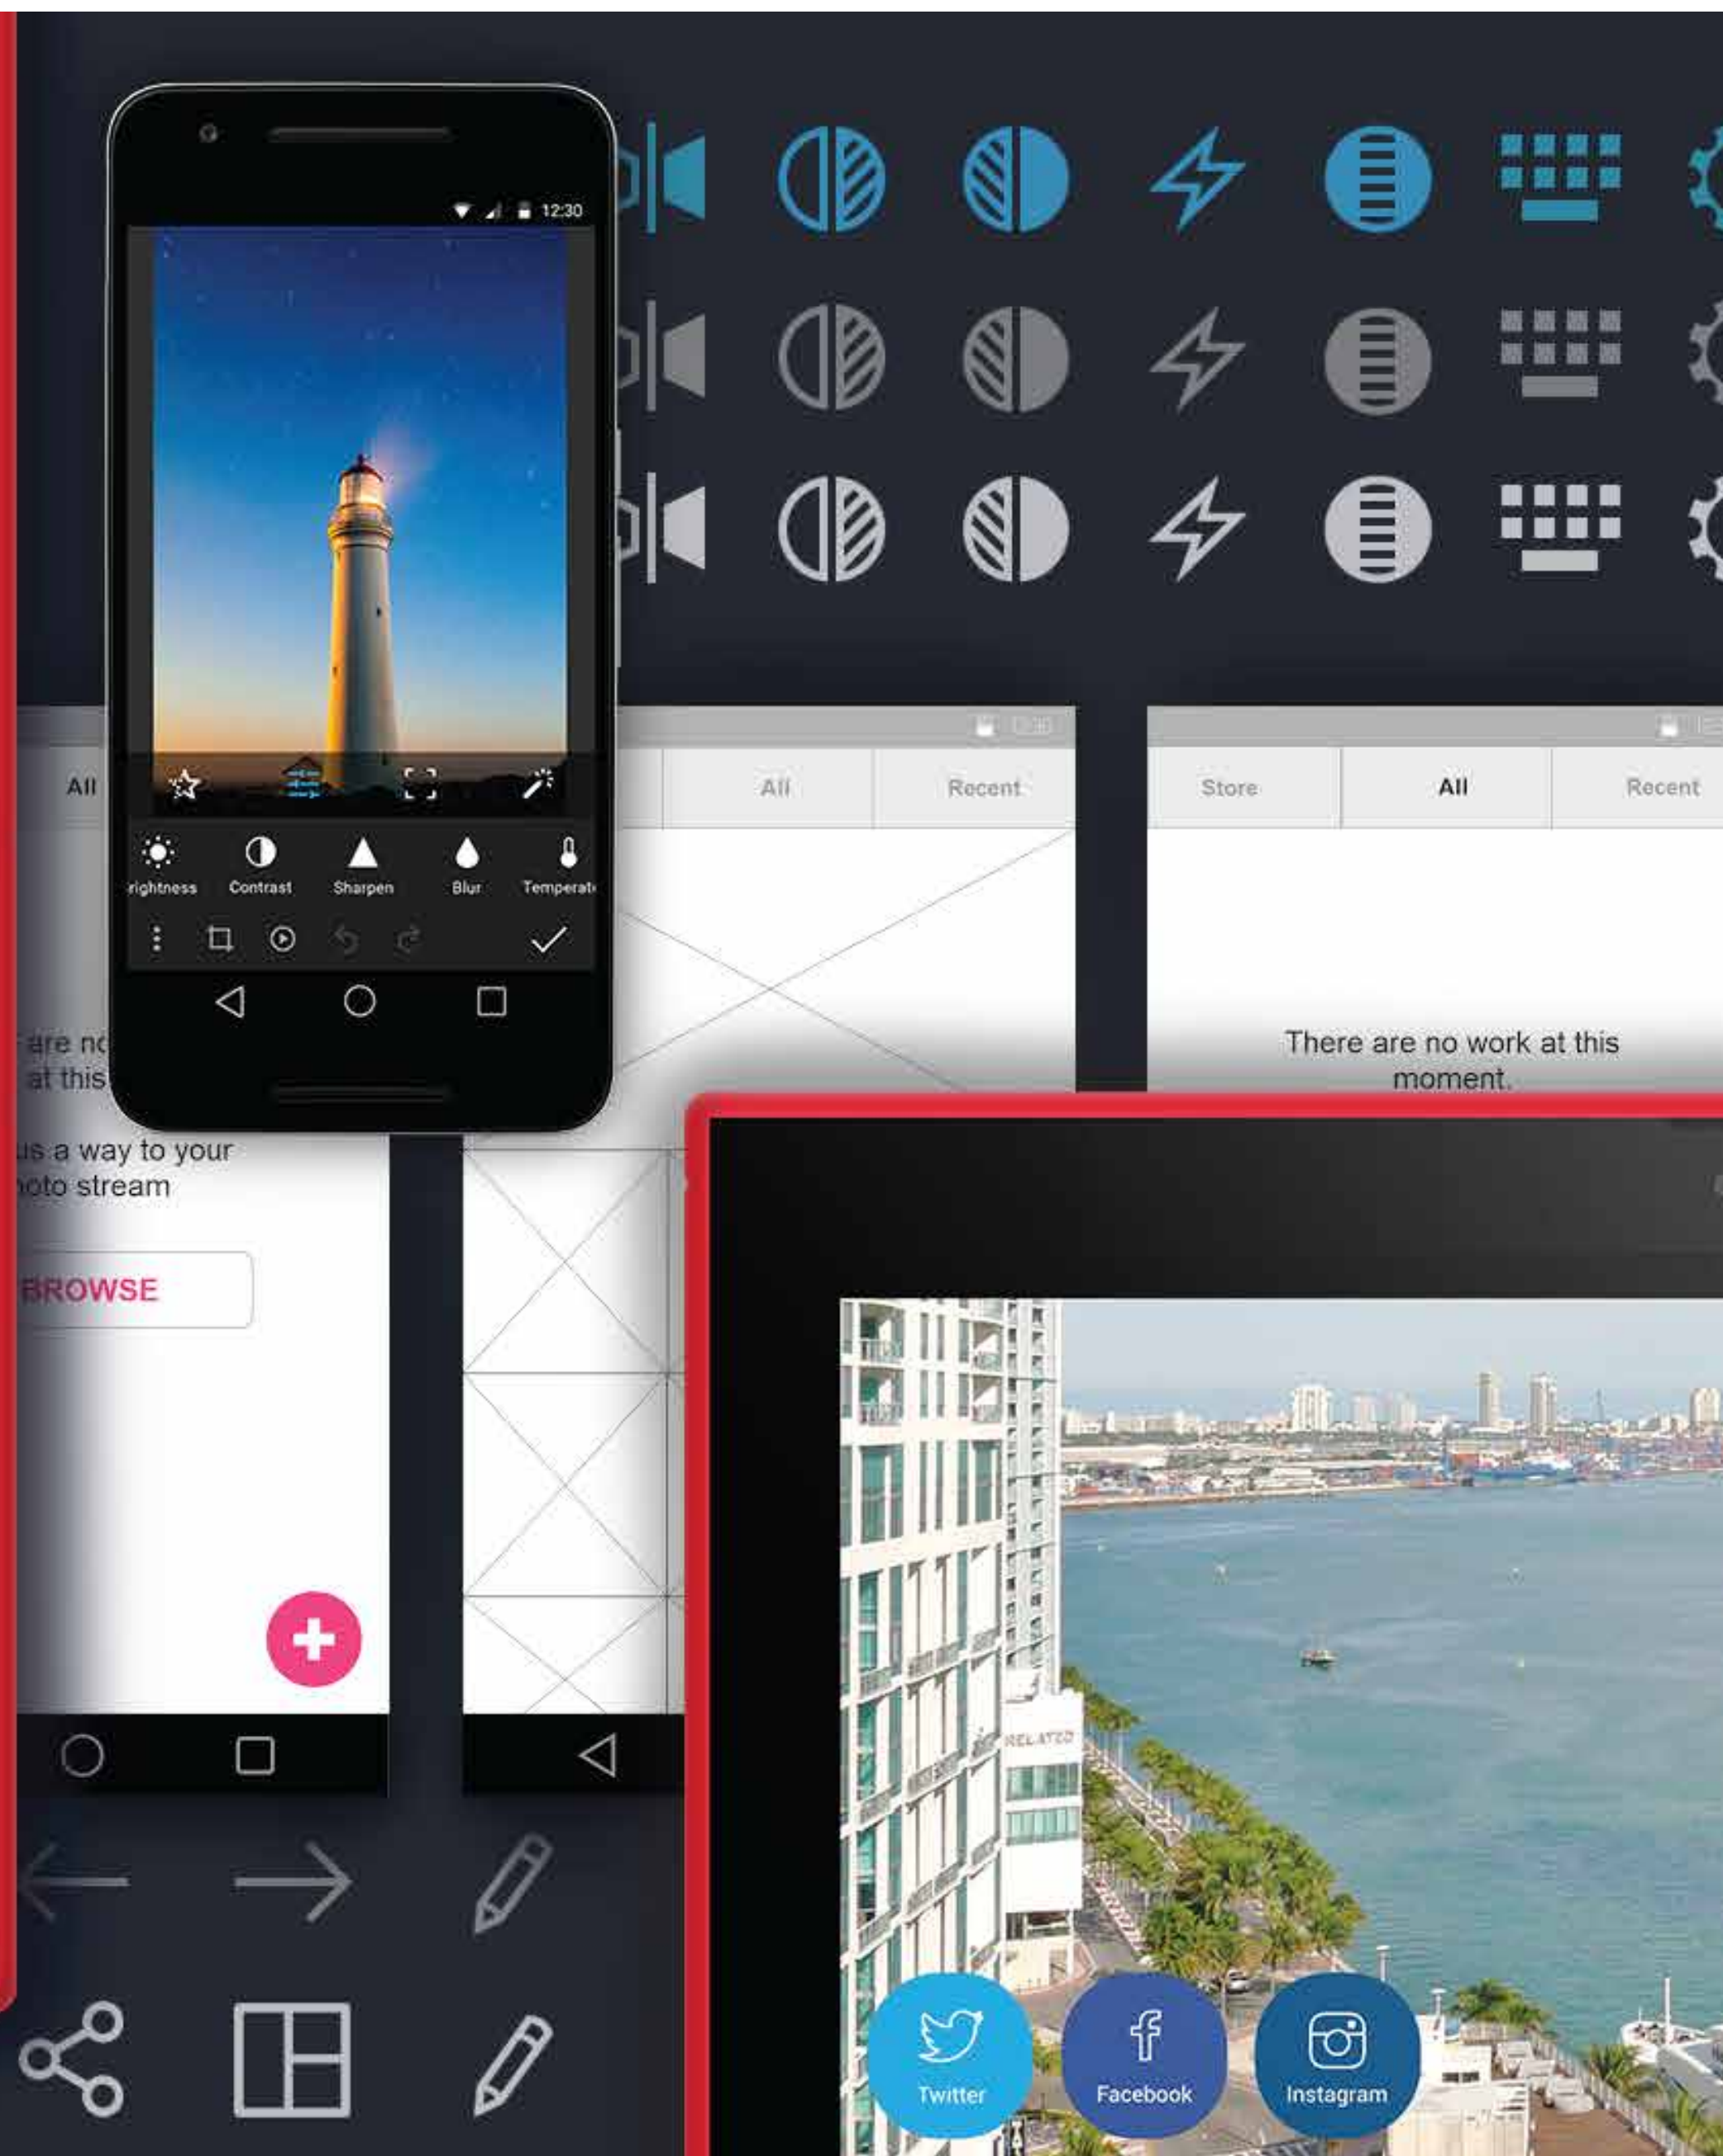 12:30
All
All
Recent
Store
All
Recent
rightness
Contrast
Sharpen
Blur
Temperat
are no
at this
us a way to your
oto stream
BROWSE
There are no work at this
moment.
RELATED
Twitter
Facebook
Instagram